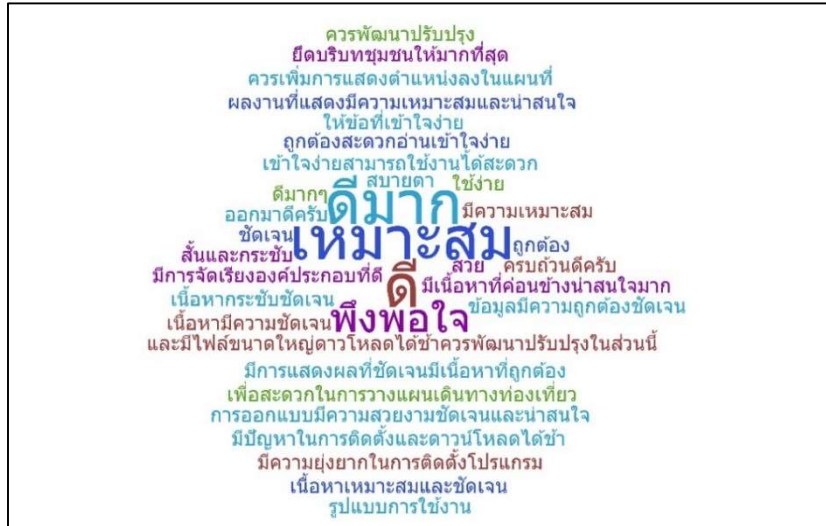 ควรพัฒนาปรับปรุง
ยึดบริบทชุมชนให้มากที่สุด
ควรเพิ่มการแสดงตำแหน่งลงในแผนที่
ผลงานที่แสดงมีความเหมาะสมและน่าสนใจ
ให้ข้อที่เข้าใจง่าย
ถูกต้องสะดวกอ่านเข้าใจง่าย
เข้าใจง่ายสามารถใช้งานได้สะดวก
สบายตา
ใช้ง่าย
ดีมากๆ
ดีมาก
ออกมาดีครับ
มีความเหมาะสม
ชัดเจน
เหมาะสม
ถูกต้อง
สั้นและกระชับ
สวย
ครบถ้วนดีครับ
มีการจัดเรียงองค์ประกอบที่ดี
ดี
มีเนื้อหาที่ค่อนข้างน่าสนใจมาก
เนื้อหากระชับชัดเจน
ข้อมูลมีความถูกต้องชัดเจน
เนื้อหามีความชัดเจน
พึงพอใจ
และมีไฟล์ขนาดใหญ่ดาวโหลดได้ช้าควรพัฒนาปรับปรุงในส่วนนี้
มีการแสดงผลที่ชัดเจนมีเนื้อหาที่ถูกต้อง
เพื่อสะดวกในการวางแผนเดินทางท่องเที่ยว
การออกแบบมีความสวยงามชัดเจนและน่าสนใจ
มีปัญหาในการติดตั้งและดาวน์โหลดได้ช้า
มีความยุ่งยากในการติดตั้งโปรแกรม
เนื้อหาเหมาะสมและชัดเจน
รูปแบบการใช้งาน